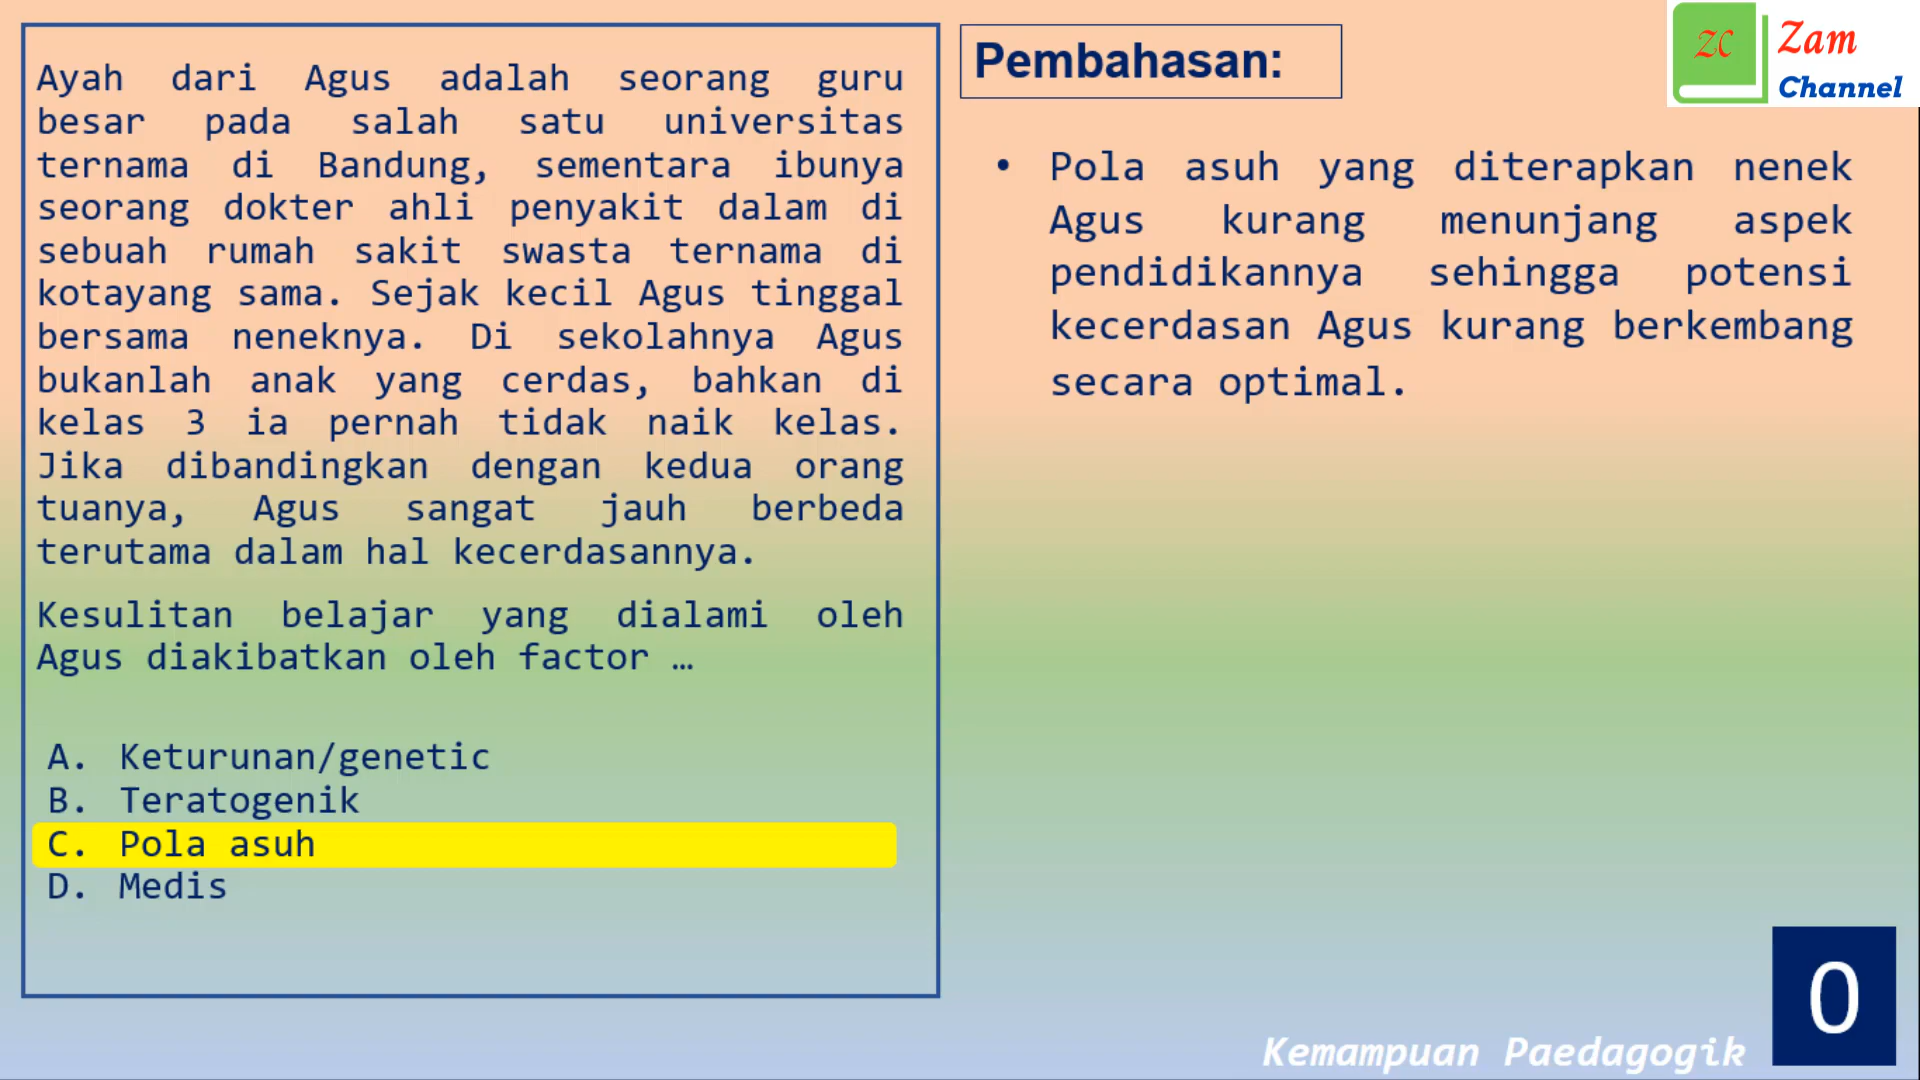 Ayah dari Agus adalah seorang guru
besar pada salah satu universitas
ternama di Bandung, sementara ibunya
seorang dokter ahli penyakit dalam di
sebuah rumah sakit swasta ternama di
kotayang sama. Sejak kecil Agus tinggal
bersama neneknya. Di sekolahnya Agus
bukanlah anak yang cerdas, bahkan di
kelas 3 ia pernah tidak naik kelas.
Jika dibandingkan dengan kedua orang
tuanya, Agus sangat jauh berbeda
terutama dalam hal kecerdasannya.
Kesulitan belajar yang dialami oleh
Agus diakibatkan oleh factor …
A. Keturunan/genetic
B. Teratogenik
C. Pola asuh
D. Medis
Pembahasan:
• Pola asuh yang diterapkan nenek
Agus kurang menunjang aspek
pendidikannya sehingga potensi
kecerdasan Agus kurang berkembang
secara optimal.
ZC
Zam
Channel
Kemampuan Paedagogik
0